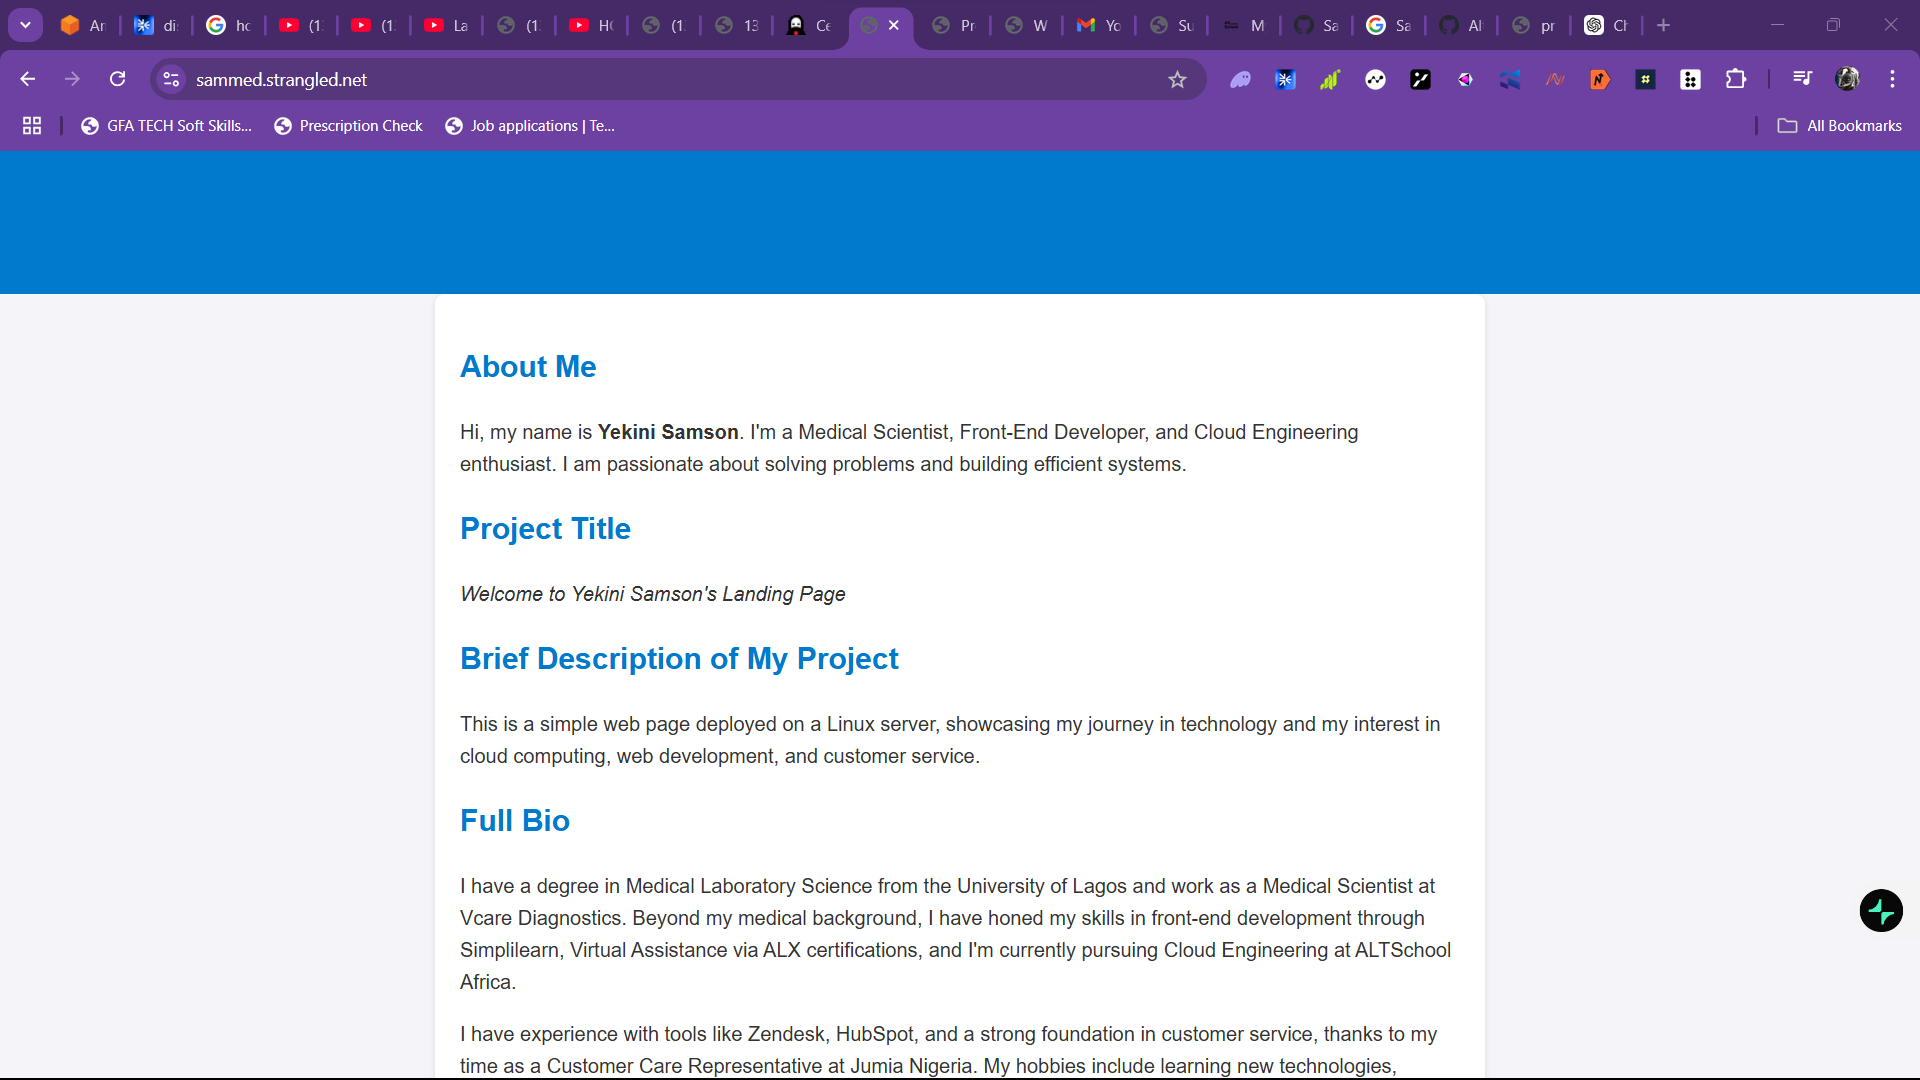 An
di
hc
(1
(1
La
(1
H(
(1
13
Ce
Pr
W
Yo
Su
M
Sa
Sa
Al
pr
Ch
sammed.strangled.net
GFA TECH Soft Skills...
Prescription Check
Job applications | Te...
All Bookmarks
About Me
Hi, my name is Yekini Samson. I'm a Medical Scientist, Front-End Developer, and Cloud Engineering
enthusiast. I am passionate about solving problems and building efficient systems.
Project Title
Welcome to Yekini Samson's Landing Page
Brief Description of My Project
This is a simple web page deployed on a Linux server, showcasing my journey in technology and my interest in
cloud computing, web development, and customer service.
Full Bio
I have a degree in Medical Laboratory Science from the University of Lagos and work as a Medical Scientist at
Vcare Diagnostics. Beyond my medical background, I have honed my skills in front-end development through
Simplilearn, Virtual Assistance via ALX certifications, and I'm currently pursuing Cloud Engineering at ALTSchool
Africa.
I have experience with tools like Zendesk, HubSpot, and a strong foundation in customer service, thanks to my
time as a Customer Care Representative at Jumia Nigeria. My hobbies include learning new technologies,